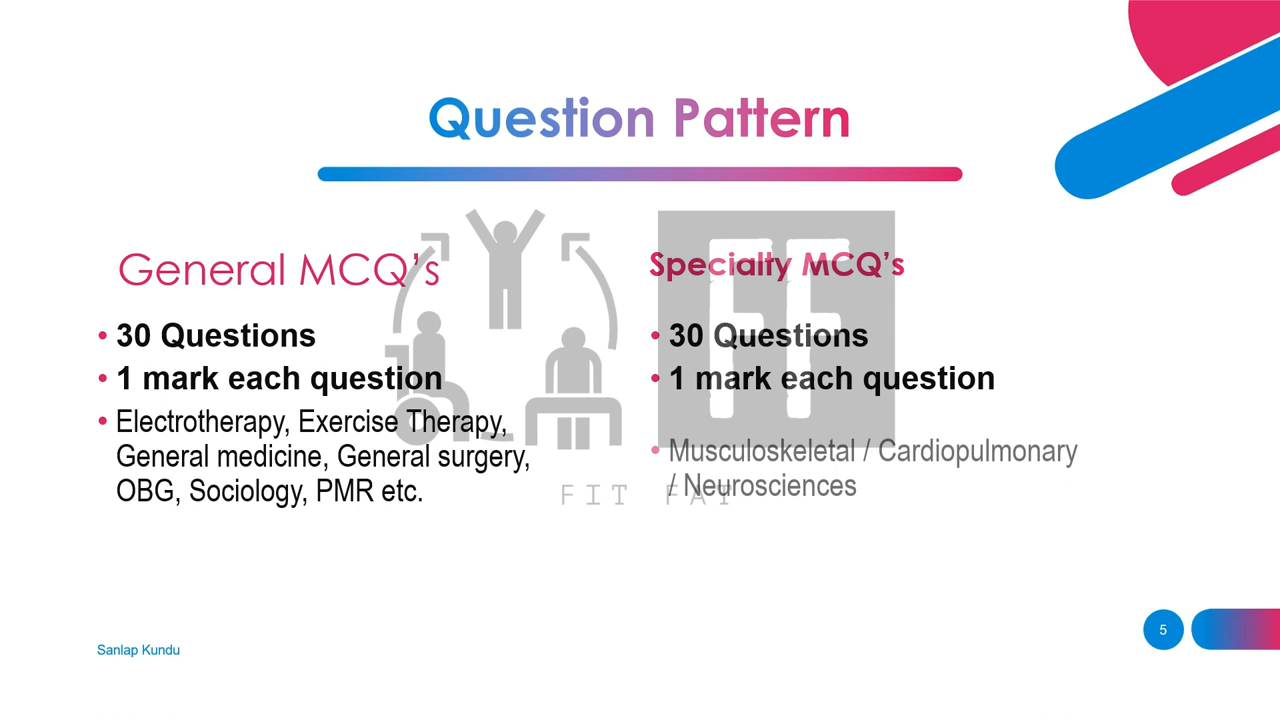 Question Pattern
General MCQ's
• 30 Questions
• 1 mark each question
• Electrotherapy, Exercise Therapy,
General medicine, General surgery,
OBG, Sociology, PMR etc.
Specialty MCQ's
• 30 Questions
• 1 mark each question
• Musculoskeletal / Cardiopulmonary
/ Neurosciences
FF
FIT FAT
Sanlap Kundu
5